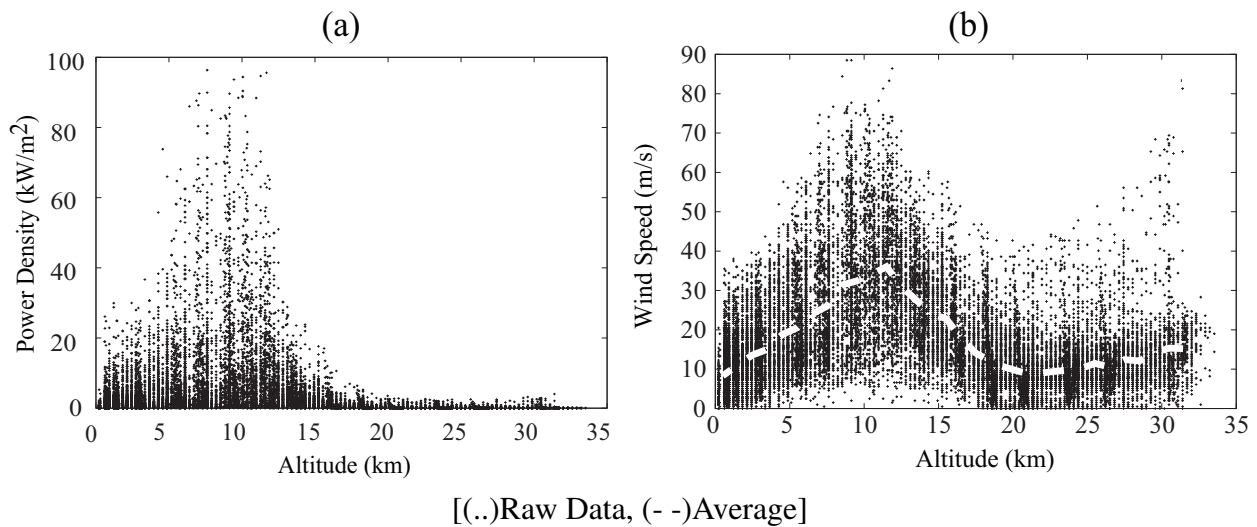 (a) (b)
100 80 60 40 20 0
Power Density (kW/m²)
0 5 10 15 20 25 30 35
Altitude (km)
90 80 70 60 50 40 30 20 10 0
Wind Speed (m/s)
0 5 10 15 20 25 30 35
Altitude (km)
[(..)Raw Data, (- -)Average]